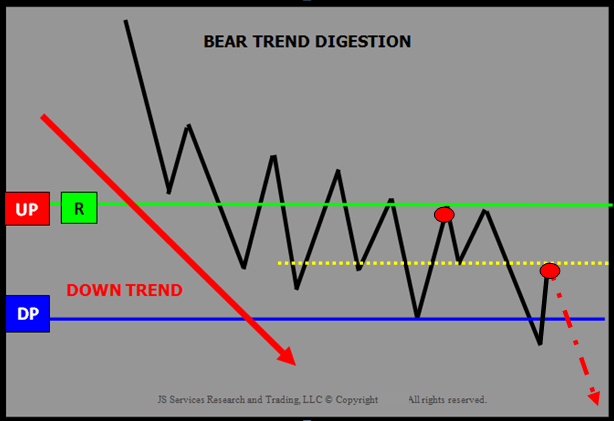 BEAR TREND DIGESTION
UP R
DOWN TREND
DP
JS Services Research and Trading, LLC © Copyright All rights reserved.